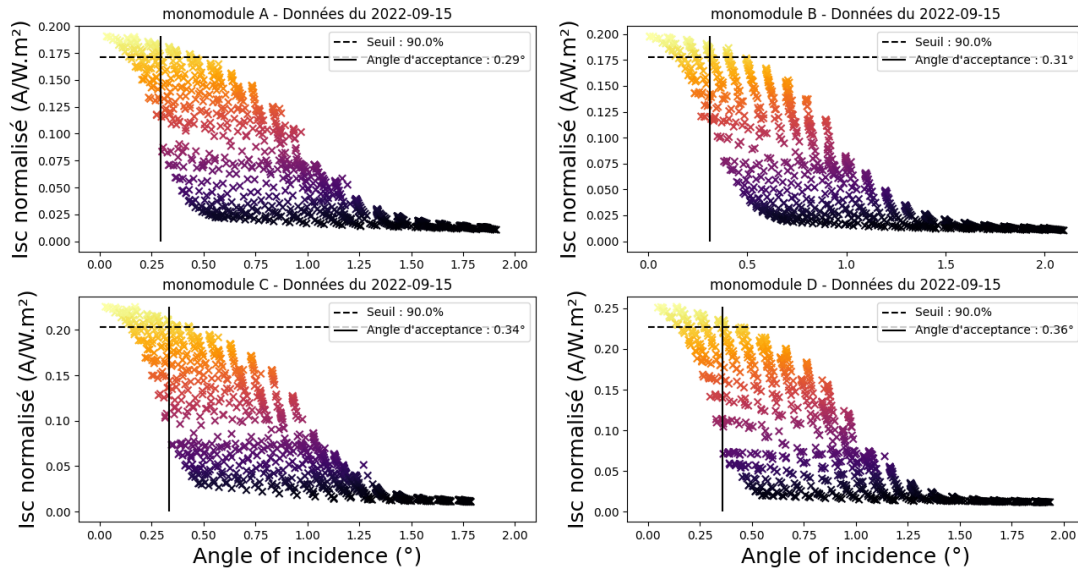 monomodule A - Données du 2022-09-15
Isc normalisé (A/W.m²)
0.200
0.175
0.150
0.125
0.100
0.075
0.050
0.025
0.000
Seuil : 90.0%
Angle d'acceptance : 0.29°
0.00 0.25 0.50 0.75 1.00 1.25 1.50 1.75 2.00
monomodule B - Données du 2022-09-15
Isc normalisé (A/W.m²)
0.200
0.175
0.150
0.125
0.100
0.075
0.050
0.025
0.000
Seuil : 90.0%
Angle d'acceptance : 0.31°
0.0 0.5 1.0 1.5 2.0
monomodule C - Données du 2022-09-15
Isc normalisé (A/W.m²)
0.20
0.15
0.10
0.05
0.00
Seuil : 90.0%
Angle d'acceptance : 0.34°
0.00 0.25 0.50 0.75 1.00 1.25 1.50 1.75 2.00
Angle of incidence (°)
monomodule D - Données du 2022-09-15
Isc normalisé (A/W.m²)
0.25
0.20
0.15
0.10
0.05
0.00
Seuil : 90.0%
Angle d'acceptance : 0.36°
0.00 0.25 0.50 0.75 1.00 1.25 1.50 1.75 2.00
Angle of incidence (°)